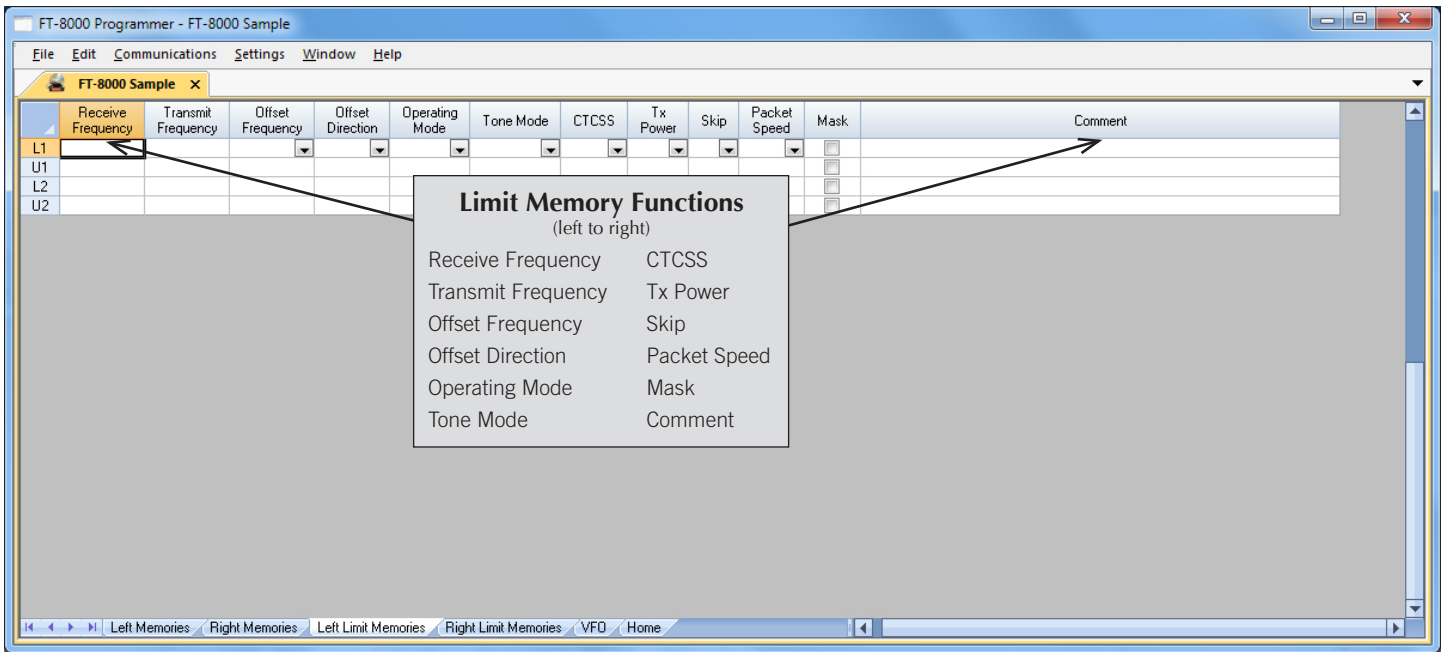 FT-8000 Programmer - FT-8000 Sample
File Edit Communications Settings Window Help
FT-8000 Sample X
Receive Frequency Transmit Frequency Offset Frequency Offset Direction Operating Mode Tone Mode CTCSS Tx Power Skip Packet Speed Mask Comment
L1
U1
L2
U2
Limit Memory Functions
(left to right)
Receive Frequency CTCSS
Transmit Frequency Tx Power
Offset Frequency Skip
Offset Direction Packet Speed
Operating Mode Mask
Tone Mode Comment
Left Memories Right Memories Left Limit Memories Right Limit Memories VFO Home